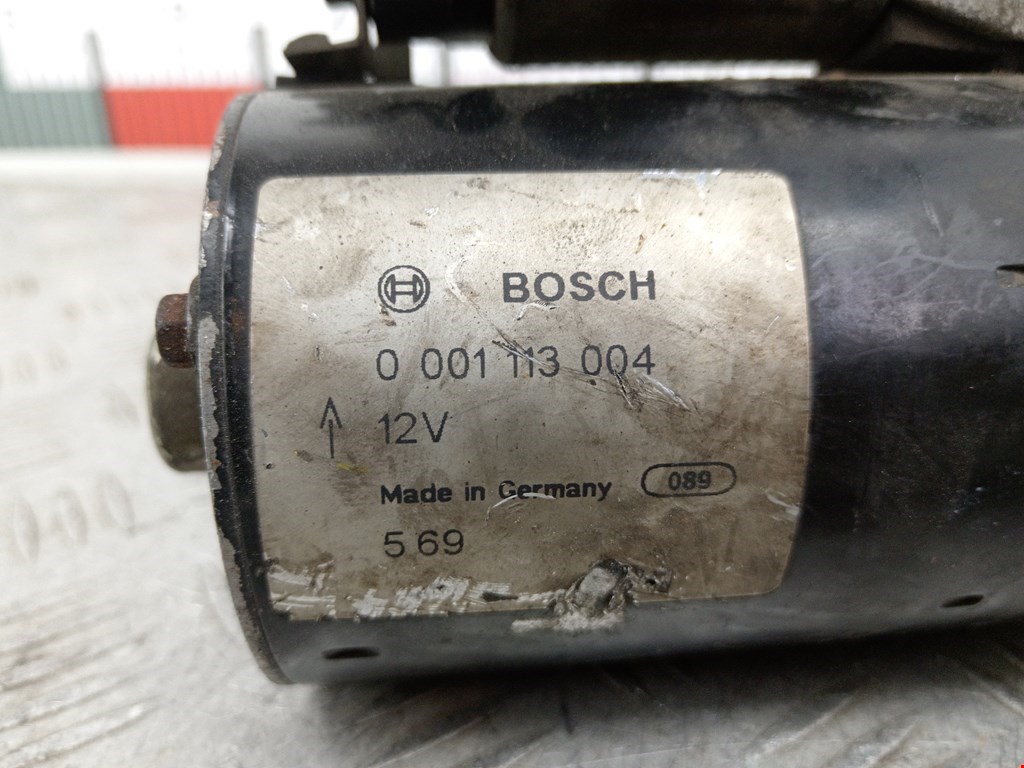 BOSCH
0 001 113 004
12V
Made in Germany 089
5 69